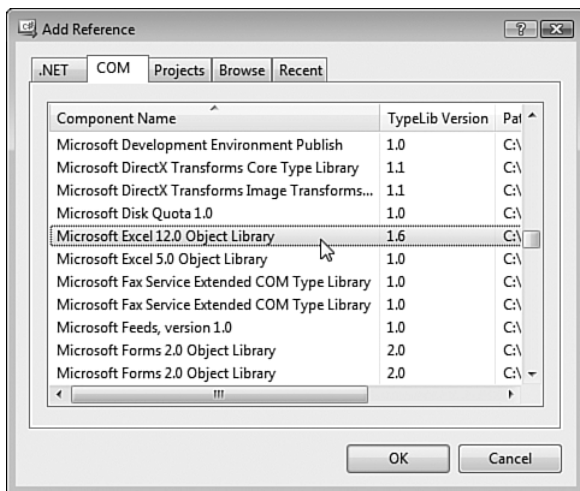 C# Add Reference
.NET COM Projects Browse Recent
Component Name TypeLib Version Pat
Microsoft Development Environment Publish 1.0 C:\
Microsoft DirectX Transforms Core Type Library 1.1 C:\
Microsoft DirectX Transforms Image Transforms... 1.1 C:\
Microsoft Disk Quota 1.0 1.0 C:\
Microsoft Excel 12.0 Object Library 1.6 C:\
Microsoft Excel 5.0 Object Library 1.0 C:\
Microsoft Fax Service Extended COM Type Library 1.0 C:\
Microsoft Fax Service Extended COM Type Library 1.0 C:\
Microsoft Feeds, version 1.0 1.0 C:\
Microsoft Forms 2.0 Object Library 2.0 C:\
Microsoft Forms 2.0 Object Library 2.0 C:\
OK Cancel